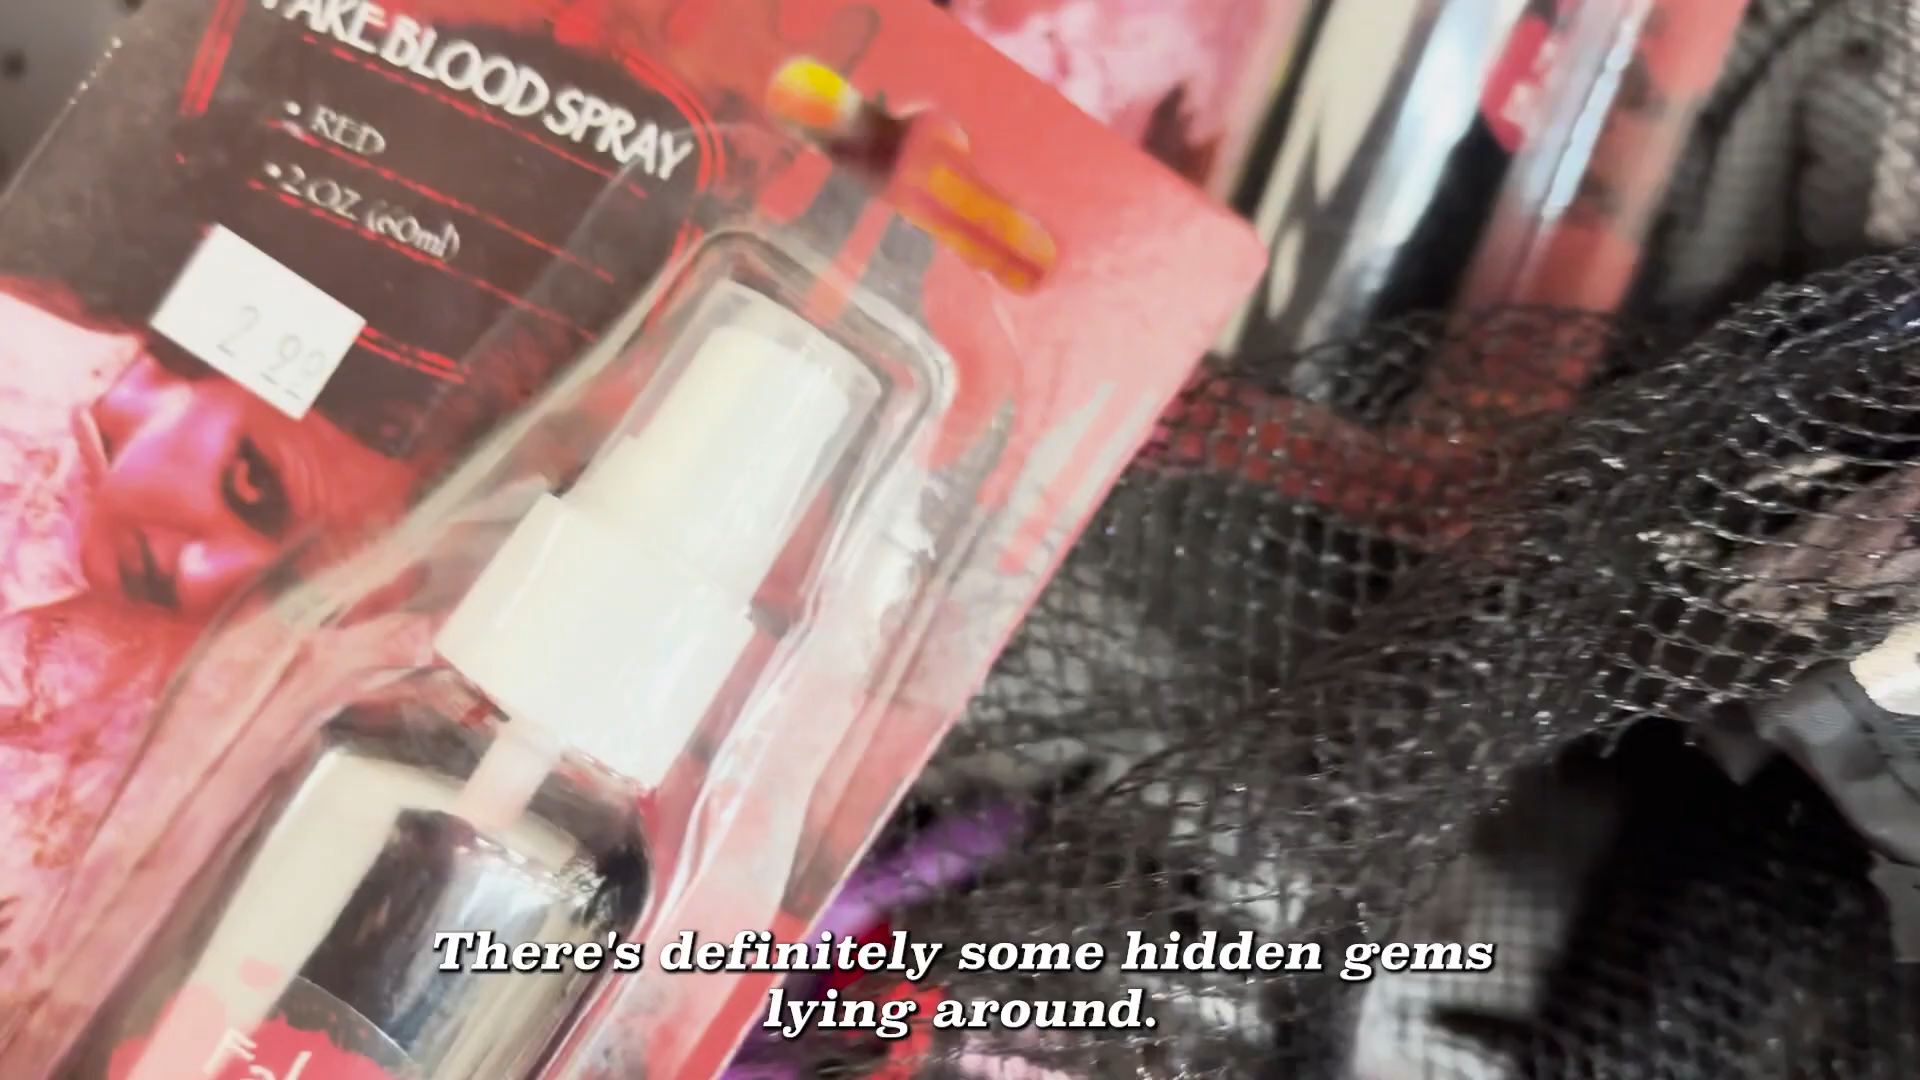 FAKE BLOOD SPRAY
• RED
• 2 OZ (60ml)
2 99
There's definitely some hidden gems
lying around.